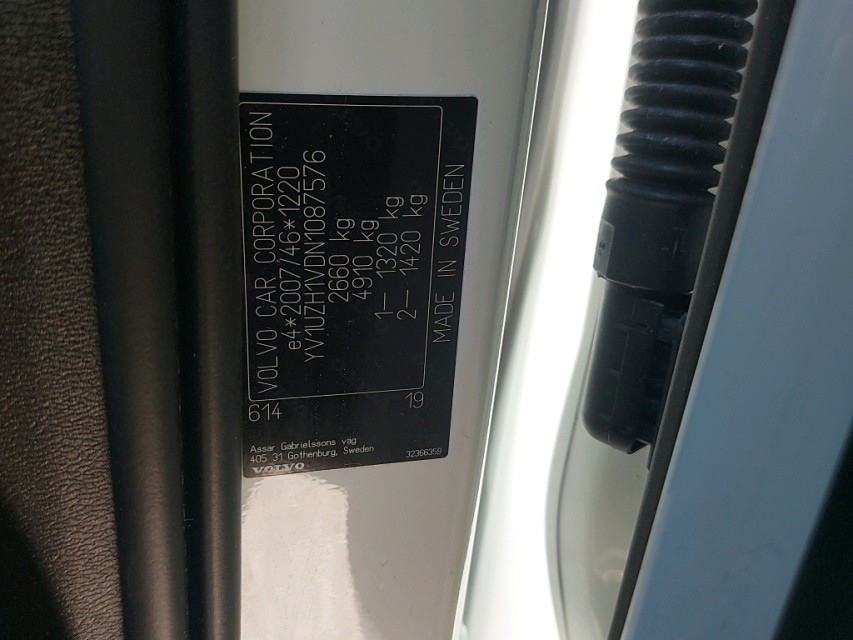 VOLVO CAR CORPORATION
e4*2007/46*1220
YV1UZH1VDN1087576
2660 kg
4910 kg
1– 1320 kg
2– 1420 kg
MADE IN SWEDEN
614 19
Assar Gabrielssons väg
405 31 Gothenburg, Sweden
VOLVO 32366359